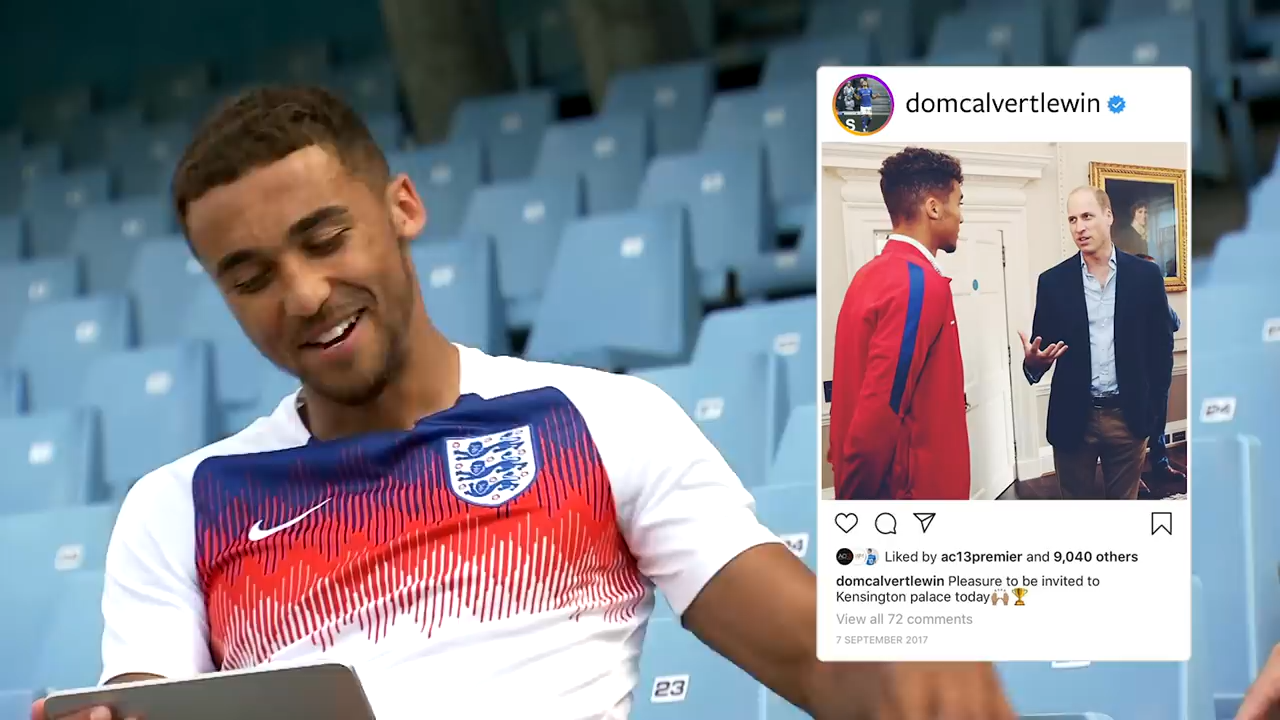 domcalvertlewin
S
Liked by ac13premier and 9,040 others
domcalvertlewin Pleasure to be invited to
Kensington palace today🙌🏽🏆
View all 72 comments
7 SEPTEMBER 2017
24
23